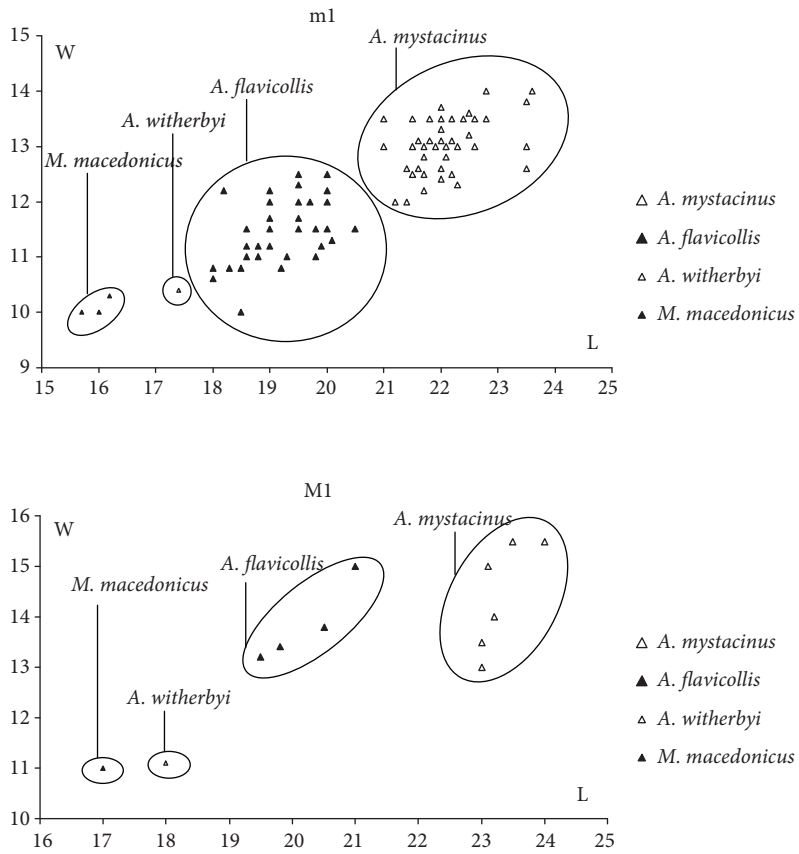 m1
15
W
A. mystacinus
14
A. flavicollis
A. witherbyi
13
M. macedonicus
12
11
10
L
9
15 16 17 18 19 20 21 22 23 24 25
A. mystacinus
A. flavicollis
A. witherbyi
M. macedonicus
M1
16
W
A. mystacinus
15
A. flavicollis
M. macedonicus
14
13
A. witherbyi
12
11
L
10
16 17 18 19 20 21 22 23 24 25
A. mystacinus
A. flavicollis
A. witherbyi
M. macedonicus